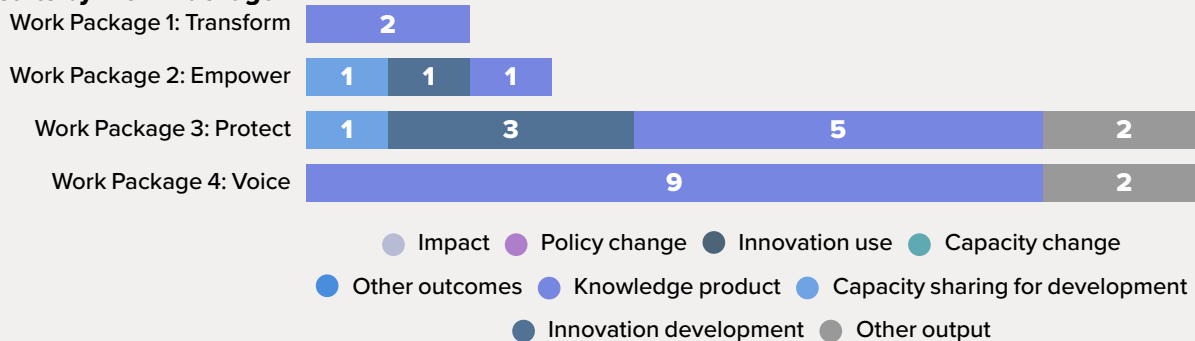 Work Package 1: Transform 2
Work Package 2: Empower 1 1 1
Work Package 3: Protect 1 3 5 2
Work Package 4: Voice 9 2
Impact Policy change Innovation use Capacity change
Other outcomes Knowledge product Capacity sharing for development
Innovation development Other output